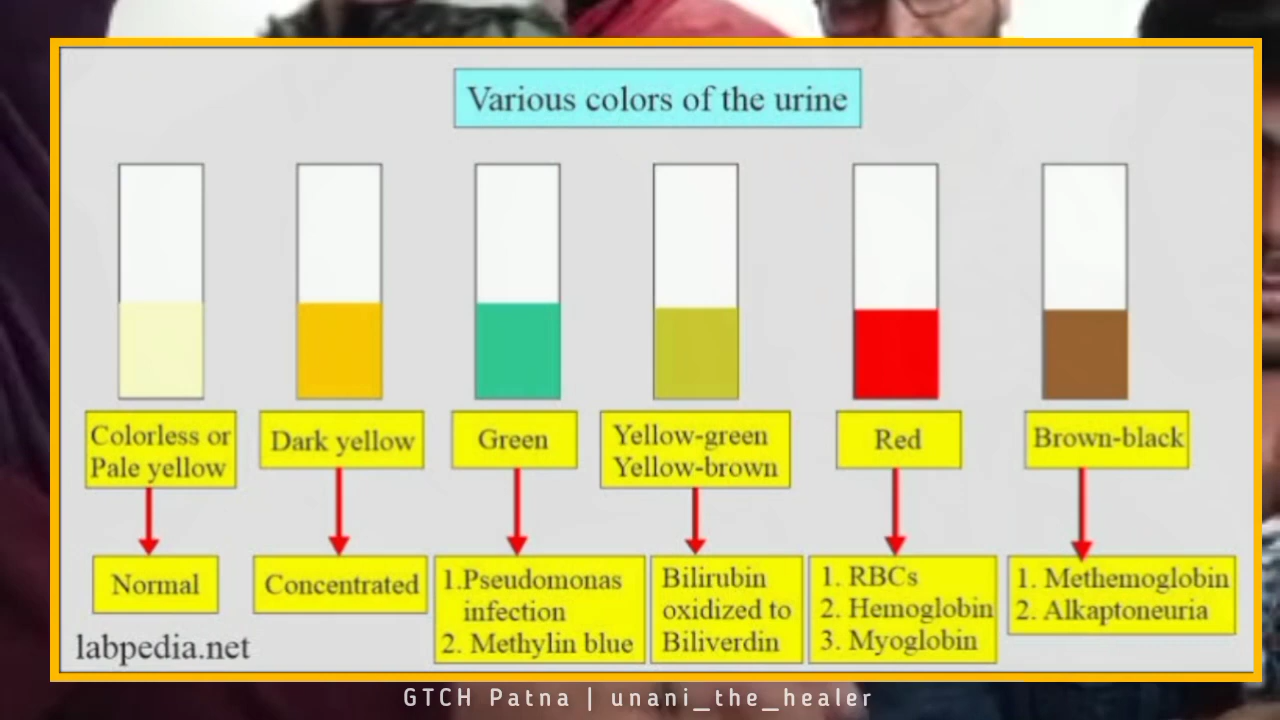 Various colors of the urine
Colorless or
Pale yellow
Dark yellow
Green
Yellow-green
Yellow-brown
Red
Brown-black
Normal
Concentrated
1.Pseudomonas
infection
2. Methylin blue
Bilirubin
oxidized to
Biliverdin
1. RBCs
2. Hemoglobin
3. Myoglobin
1. Methemoglobin
2. Alkaptoneuria
labpedia.net
GTCH Patna | unani_the_healer